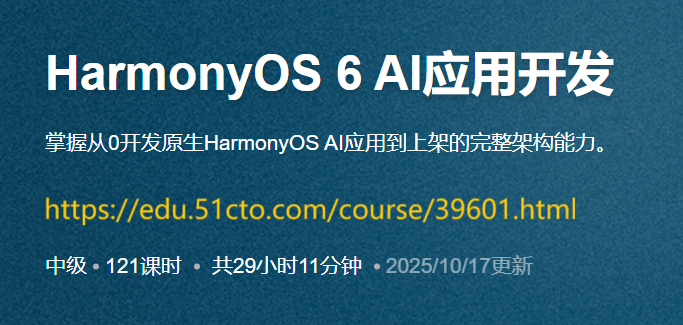 HarmonyOS 6 AI应用开发
掌握从0开发原生HarmonyOS AI应用到上架的完整架构能力。
https://edu.51cto.com/course/39601.html
中级 • 121课时 • 共29小时11分钟 • 2025/10/17更新